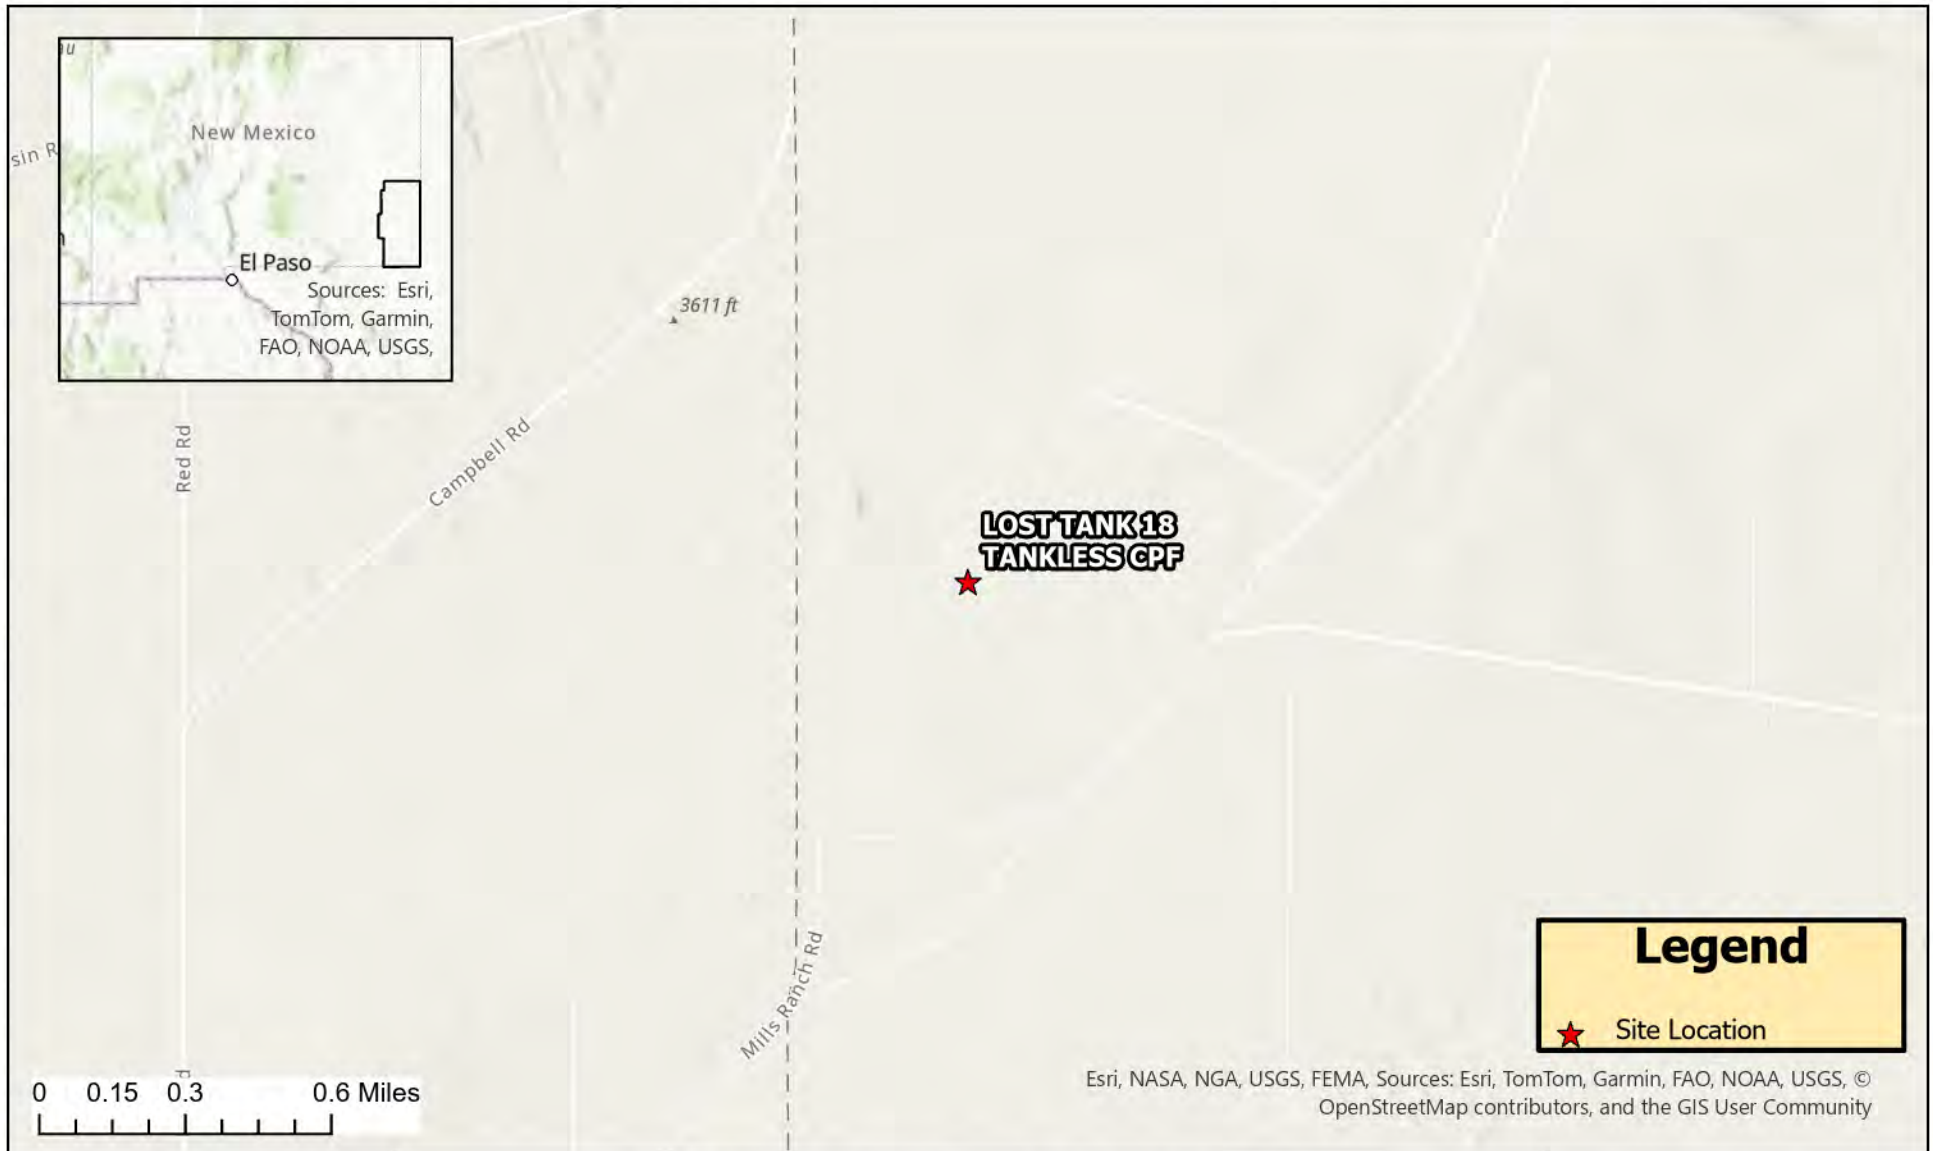 New Mexico
El Paso
Sources: Esri,
TomTom, Garmin,
FAO, NOAA, USGS,
3611 ft
Red Rd
Campbell Rd
LOST TANK 18
TANKLESS CPF
Mills Ranch Rd
Legend
Site Location
0 0.15 0.3 0.6 Miles
Esri, NASA, NGA, USGS, FEMA, Sources: Esri, TomTom, Garmin, FAO, NOAA, USGS, ©
OpenStreetMap contributors, and the GIS User Community